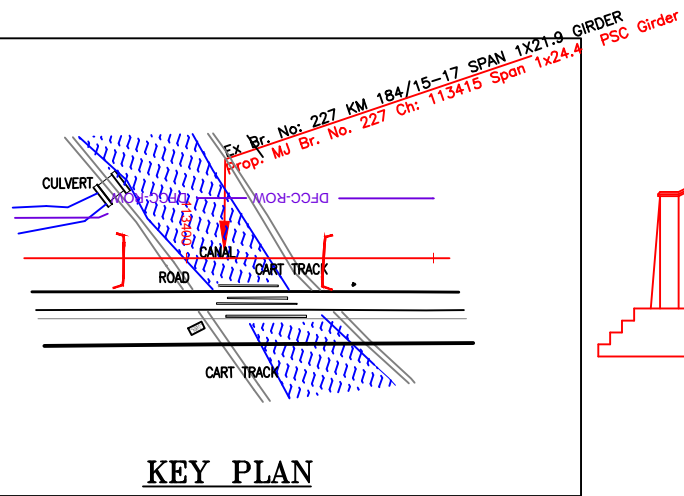 Ex Br. No: 227 KM 184/15-17 SPAN 1X21.9 GIRDER
Prop. MJ Br. No. 227 Ch: 113415 Span 1x24.4 PSC Girder
CULVERT
DFCC-ROW DFCC-ROW
113400
CANAL
CART TRACK
ROAD
CART TRACK
KEY PLAN